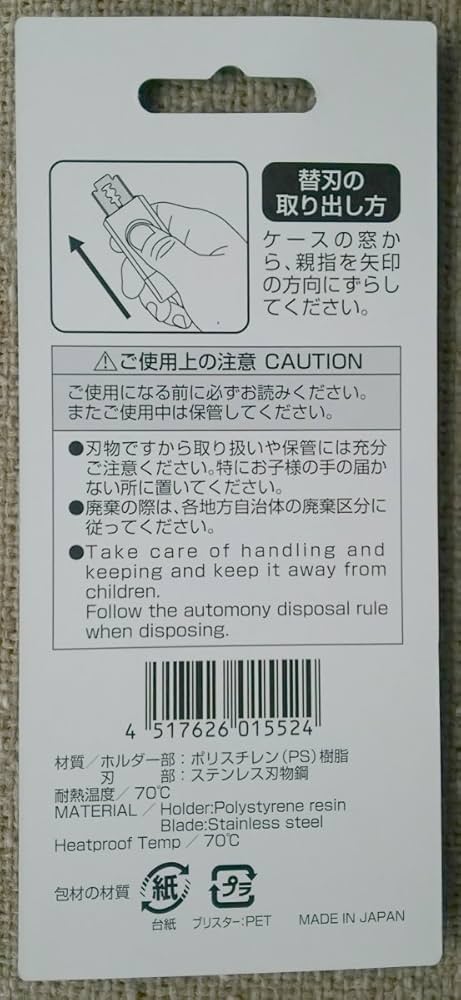 替刃の
取り出し方
ケースの窓か
ら、親指を矢印
の方向にずらし
てください。
⚠ご使用上の注意 CAUTION
ご使用になる前に必ずお読みください。
またご使用中は保管してください。
●刃物ですから取り扱いや保管には充分
ご注意ください。特にお子様の手の届か
ない所に置いてください。
●廃棄の際は、各地方自治体の廃棄区分に
従ってください。
●Take care of handling and
keeping and keep it away from
children.
Follow the automony disposal rule
when disposing.
4 517626 015524
材質／ホルダー部：ポリスチレン(PS)樹脂
刃　　部：ステンレス刃物鋼
耐熱温度／70℃
MATERIAL／Holder:Polystyrene resin
Blade:Stainless steel
Heatproof Temp／70℃
包材の材質 紙 プラ
台紙 ブリスター:PET MADE IN JAPAN